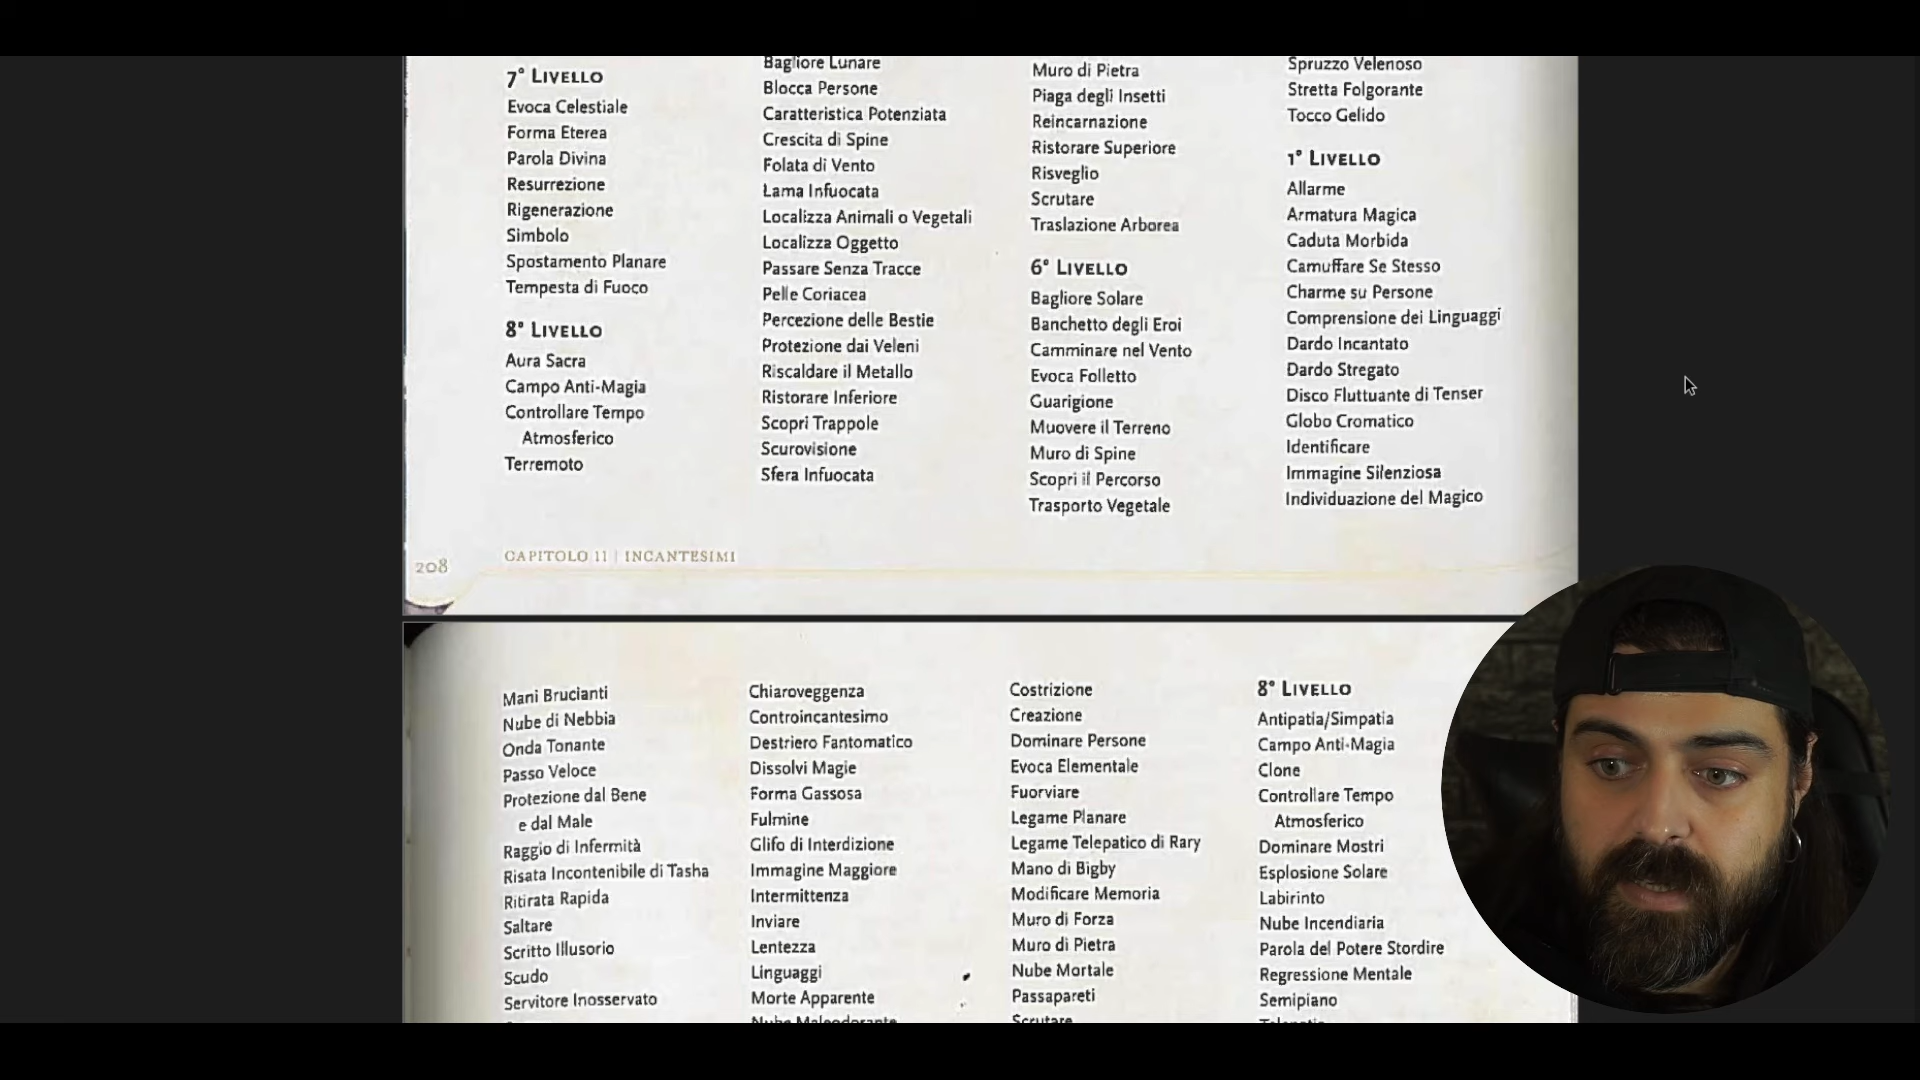 7° LIVELLO
Evoca Celestiale
Forma Eterea
Parola Divina
Resurrezione
Rigenerazione
Simbolo
Spostamento Planare
Tempesta di Fuoco
8° LIVELLO
Aura Sacra
Campo Anti-Magia
Controllare Tempo
Atmosferico
Terremoto
Bagliore Lunare
Blocca Persone
Caratteristica Potenziata
Crescita di Spine
Folata di Vento
Lama Infuocata
Localizza Animali o Vegetali
Localizza Oggetto
Passare Senza Tracce
Pelle Coriacea
Percezione delle Bestie
Protezione dai Veleni
Riscaldare il Metallo
Ristorare Inferiore
Scopri Trappole
Scurovisione
Sfera Infuocata
Muro di Pietra
Piaga degli Insetti
Reincarnazione
Ristorare Superiore
Risveglio
Scrutare
Traslazione Arborea
6° LIVELLO
Bagliore Solare
Banchetto degli Eroi
Camminare nel Vento
Evoca Folletto
Guarigione
Muovere il Terreno
Muro di Spine
Scopri il Percorso
Trasporto Vegetale
Spruzzo Velenoso
Stretta Folgorante
Tocco Gelido
1° LIVELLO
Allarme
Armatura Magica
Caduta Morbida
Camuffare Se Stesso
Charme su Persone
Comprensione dei Linguaggi
Dardo Incantato
Dardo Stregato
Disco Fluttuante di Tenser
Globo Cromatico
Identificare
Immagine Silenziosa
Individuazione del Magico
208
CAPITOLO 11 | INCANTESIMI
Mani Brucianti
Nube di Nebbia
Onda Tonante
Passo Veloce
Protezione dal Bene
e dal Male
Raggio di Infermità
Risata Incontenibile di Tasha
Ritirata Rapida
Saltare
Scritto Illusorio
Scudo
Servitore Inosservato
Chiaroveggenza
Controincantesimo
Destriero Fantomatico
Dissolvi Magie
Forma Gassosa
Fulmine
Glifo di Interdizione
Immagine Maggiore
Intermittenza
Inviare
Lentezza
Linguaggi
Morte Apparente
Nube Maleodorante
Costrizione
Creazione
Dominare Persone
Evoca Elementale
Fuorviare
Legame Planare
Legame Telepatico di Rary
Mano di Bigby
Modificare Memoria
Muro di Forza
Muro di Pietra
Nube Mortale
Passapareti
Scrutare
8° LIVELLO
Antipatia/Simpatia
Campo Anti-Magia
Clone
Controllare Tempo
Atmosferico
Dominare Mostri
Esplosione Solare
Labirinto
Nube Incendiaria
Parola del Potere Stordire
Regressione Mentale
Semipiano